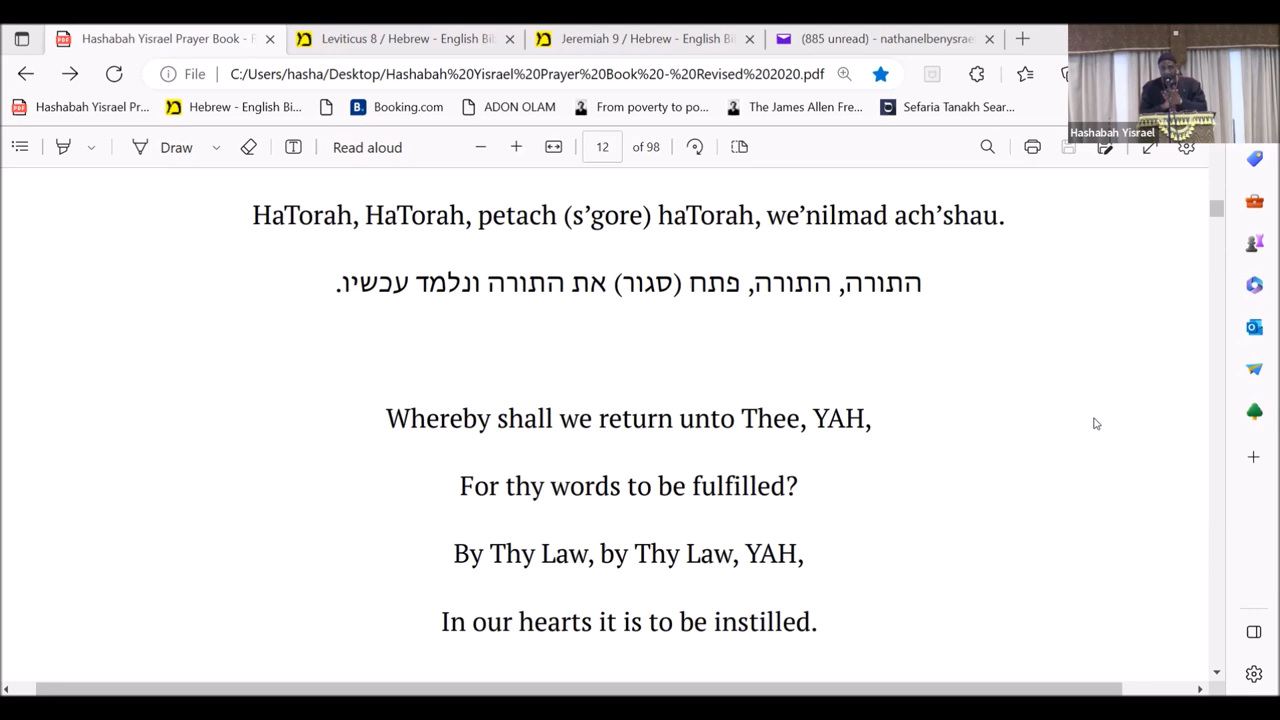 Hashabah Yisrael Prayer Book - R
Leviticus 8 / Hebrew - English Bib
Jeremiah 9 / Hebrew - English Bi
(885 unread) - nathanelbenysrae
File
C:/Users/hasha/Desktop/Hashabah%20Yisrael%20Prayer%20Book%20-%20Revised%202020.pdf
Hashabah Yisrael Pr...
Hebrew - English Bi...
Booking.com
ADON OLAM
From poverty to po...
The James Allen Fre...
Sefaria Tanakh Sear...
Hashabah Yisrael
Draw
Read aloud
12 of 98
HaTorah, HaTorah, petach (s’gore) haTorah, we’nilmad ach’shau.
התורה, התורה, פתח (סגור) את התורה ונלמד עכשיו.
Whereby shall we return unto Thee, YAH,
For thy words to be fulfilled?
By Thy Law, by Thy Law, YAH,
In our hearts it is to be instilled.